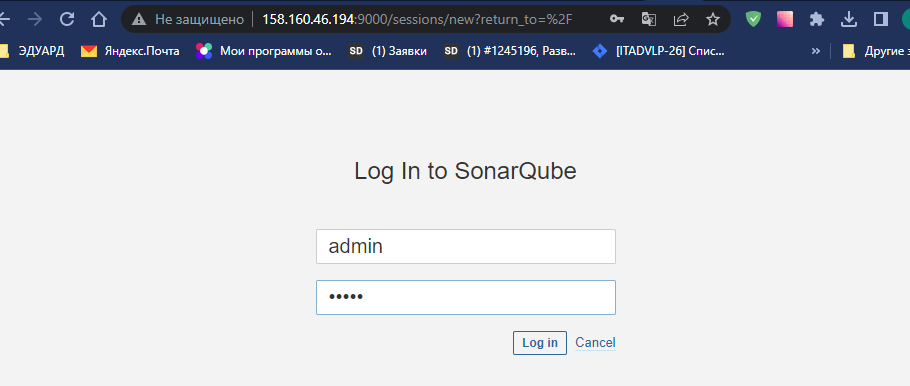 Не защищено 158.160.46.194:9000/sessions/new?return_to=%2F
ЭДУАРД Яндекс.Почта Мои программы о... SD (1) Заявки SD (1) #1245196, Разв... [ITADVLP-26] Спис... » Другие з
Log In to SonarQube
admin
•••••
Log in Cancel